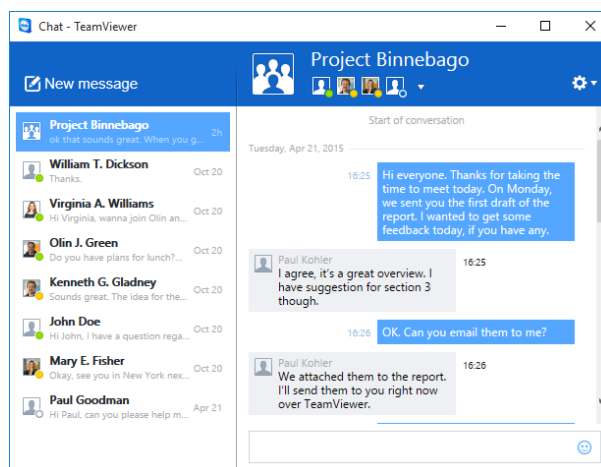 Chat - TeamViewer
New message
Project Binnebago
Project Binnebago
ok that sounds great. When you g...
2h
William T. Dickson
Thanks.
Oct 20
Virginia A. Williams
Hi Virginia, wanna join Olin an...
Oct 20
Olin J. Green
Do you have plans for lunch?...
Oct 20
Kenneth G. Gladney
Sounds great. The idea for the...
Oct 20
John Doe
Hi John, I have a question rega...
Oct 20
Mary E. Fisher
Okay, see you in New York nex...
Oct 20
Paul Goodman
Hi Paul, can you please help m...
Apr 21
Start of conversation
Tuesday, Apr 21, 2015
16:25
Hi everyone. Thanks for taking the
time to meet today. On Monday,
we sent you the first draft of the
report. I wanted to get some
feedback today, if you have any.
Paul Kohler
I agree, it's a great overview. I
have suggestion for section 3
though.
16:25
16:26
OK. Can you email them to me?
Paul Kohler
We attached them to the report.
I'll send them to you right now
over TeamViewer.
16:26